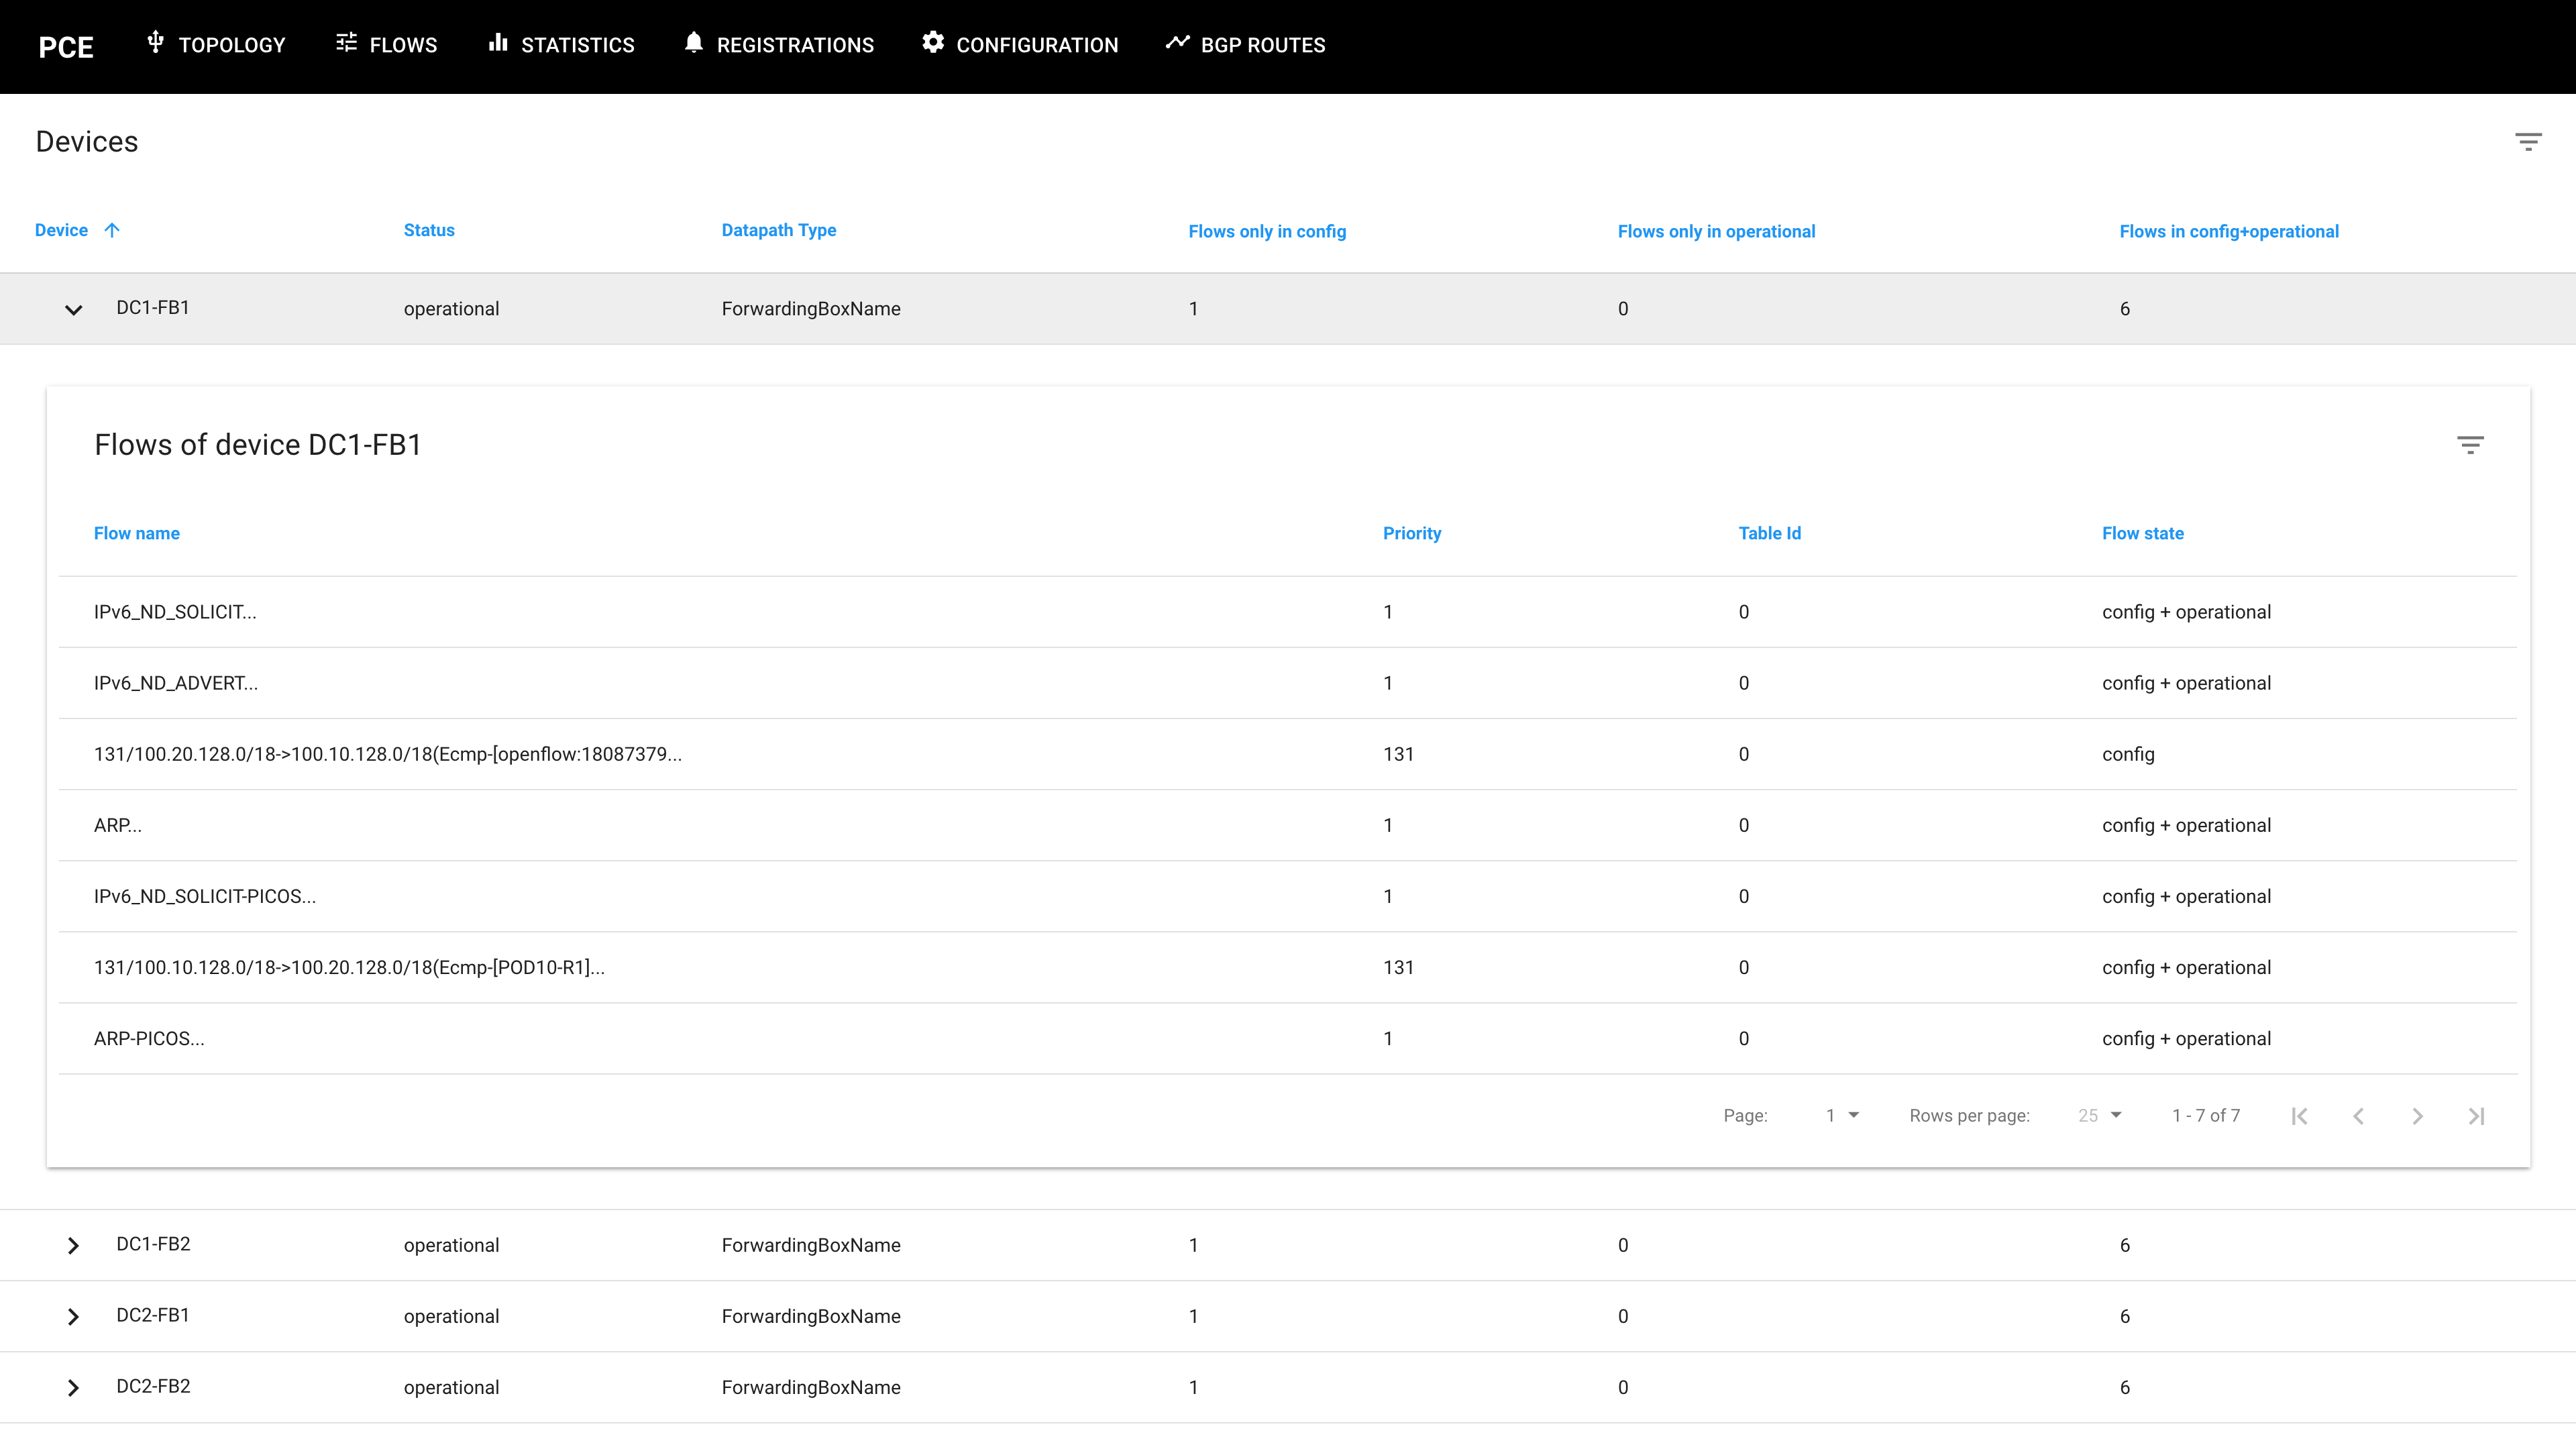 PCE TOPOLOGY FLOWS STATISTICS REGISTRATIONS CONFIGURATION BGP ROUTES
Devices
Device Status Datapath Type Flows only in config Flows only in operational Flows in config+operational
DC1-FB1 operational ForwardingBoxName 1 0 6
Flows of device DC1-FB1
Flow name Priority Table Id Flow state
IPv6_ND_SOLICIT... 1 0 config + operational
IPv6_ND_ADVERT... 1 0 config + operational
131/100.20.128.0/18->100.10.128.0/18(Ecmp-[openflow:18087379... 131 0 config
ARP... 1 0 config + operational
IPv6_ND_SOLICIT-PICOS... 1 0 config + operational
131/100.10.128.0/18->100.20.128.0/18(Ecmp-[POD10-R1]... 131 0 config + operational
ARP-PICOS... 1 0 config + operational
Page: 1 Rows per page: 25 1 - 7 of 7
DC1-FB2 operational ForwardingBoxName 1 0 6
DC2-FB1 operational ForwardingBoxName 1 0 6
DC2-FB2 operational ForwardingBoxName 1 0 6